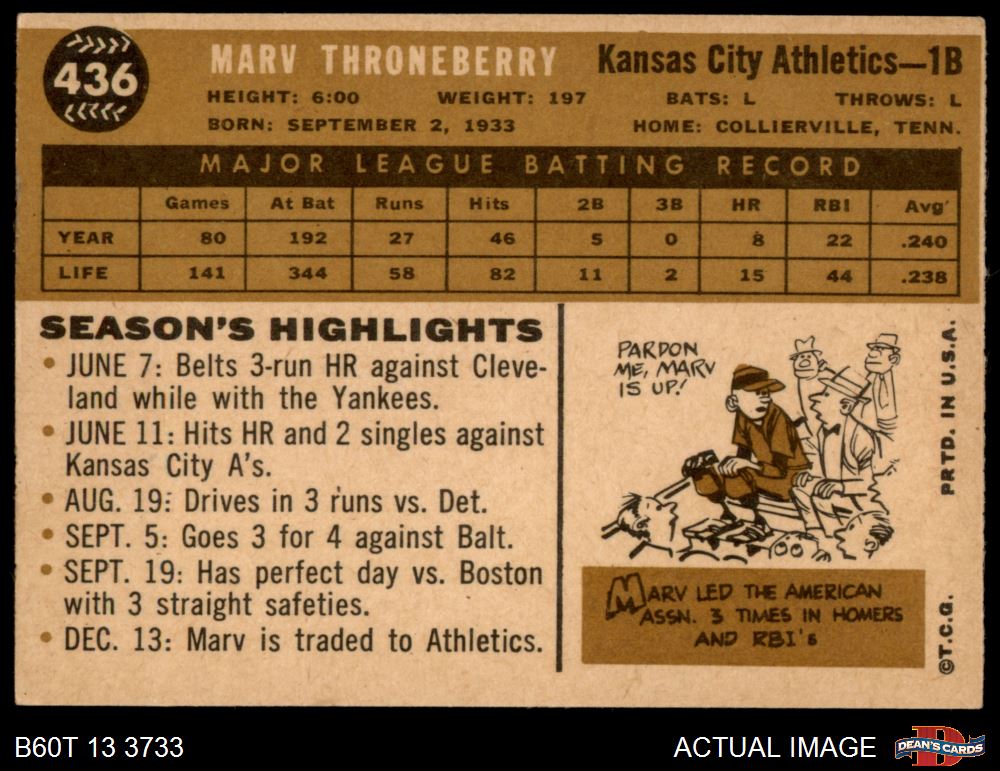 436
MARV THRONEBERRY
Kansas City Athletics—1B
HEIGHT: 6:00 WEIGHT: 197 BATS: L THROWS: L
BORN: SEPTEMBER 2, 1933 HOME: COLLIERVILLE, TENN.
MAJOR LEAGUE BATTING RECORD
Games At Bat Runs Hits 2B 3B HR RBI Avg.
YEAR 80 192 27 46 5 0 8 22 .240
LIFE 141 344 58 82 11 2 15 44 .238
SEASON'S HIGHLIGHTS
• JUNE 7: Belts 3-run HR against Cleve-
land while with the Yankees.
• JUNE 11: Hits HR and 2 singles against
Kansas City A's.
• AUG. 19: Drives in 3 runs vs. Det.
• SEPT. 5: Goes 3 for 4 against Balt.
• SEPT. 19: Has perfect day vs. Boston
with 3 straight safeties.
• DEC. 13: Marv is traded to Athletics.
PARDON
ME, MARV
IS UP!
MARV LED THE AMERICAN
ASSN. 3 TIMES IN HOMERS
AND RBI's
©T.C.G. PRTD. IN U.S.A.
B60T 13 3733
ACTUAL IMAGE
D
DEAN'S CARDS